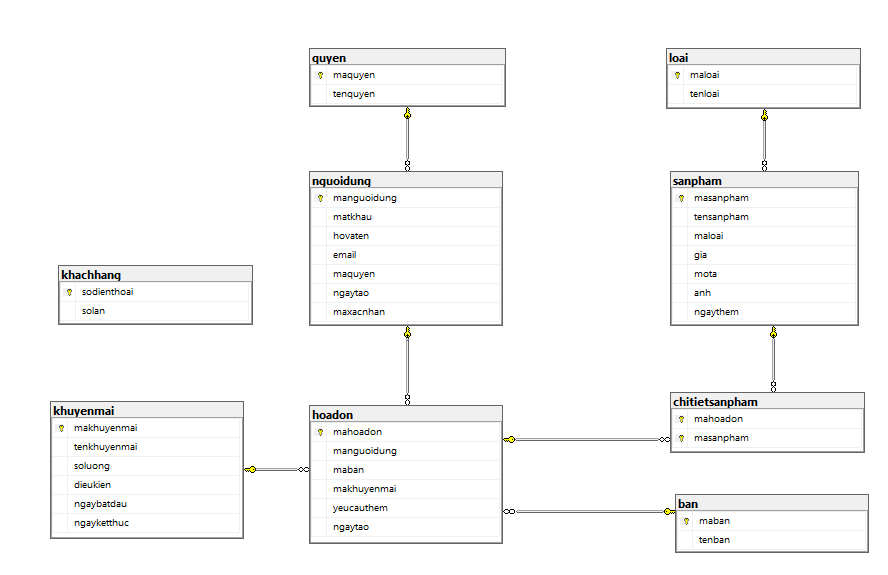 quyen
maquyen
tenquyen
loai
maloai
tenloai
nguoidung
manguoidung
matkhau
hovaten
email
maquyen
ngaytao
maxacnhan
sanpham
masanpham
tensanpham
maloai
gia
mota
anh
ngaythem
khachhang
sodienthoai
solan
khuyenmai
makhuyenmai
tenkhuyenmai
soluong
dieukien
ngaybatdau
ngayketthuc
hoadon
mahoadon
manguoidung
maban
makhuyenmai
yeucauthem
ngaytao
chitietsanpham
mahoadon
masanpham
ban
maban
tenban